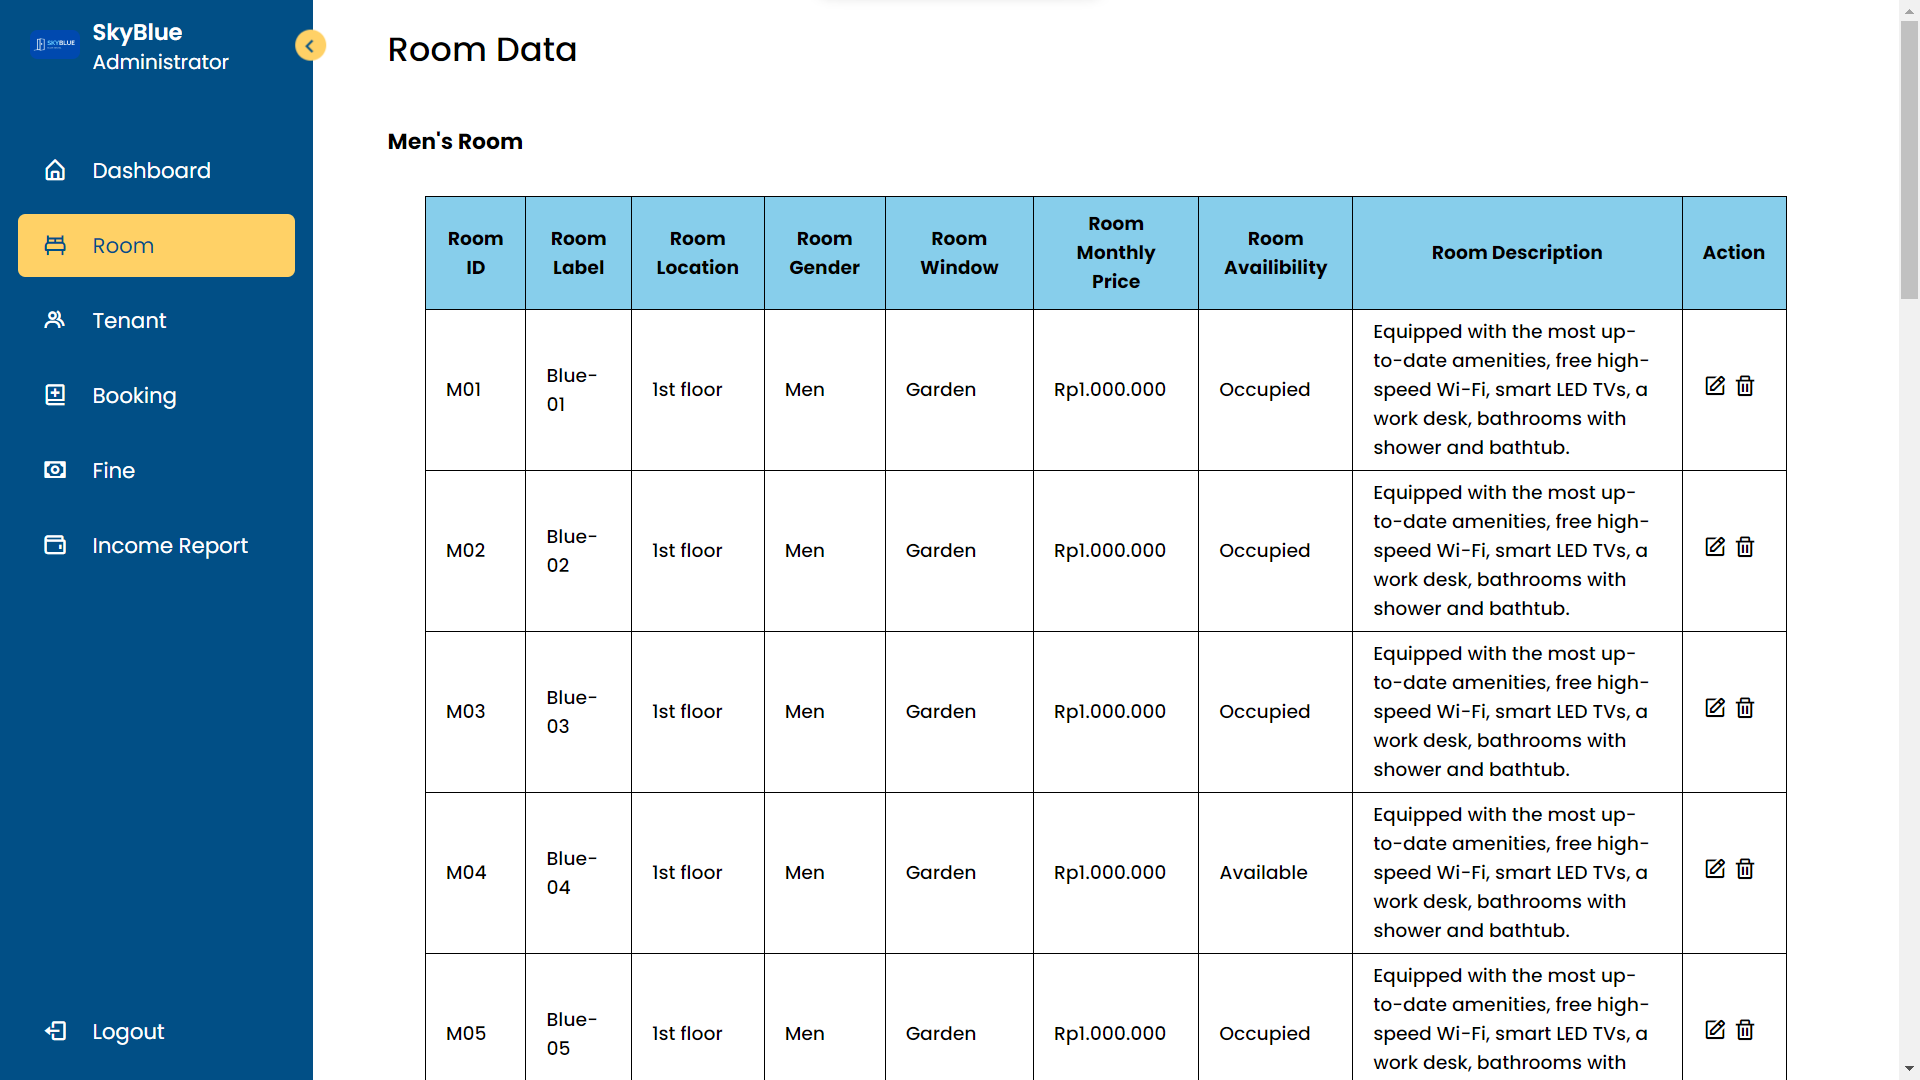 SKYBLUE
SkyBlue
Administrator
Dashboard
Room
Tenant
Booking
Fine
Income Report
Logout
Room Data
Men's Room
Room ID
Room Label
Room Location
Room Gender
Room Window
Room Monthly Price
Room Availibility
Room Description
Action
M01
Blue-01
1st floor
Men
Garden
Rp1.000.000
Occupied
Equipped with the most up-
to-date amenities, free high-
speed Wi-Fi, smart LED TVs, a
work desk, bathrooms with
shower and bathtub.
M02
Blue-02
1st floor
Men
Garden
Rp1.000.000
Occupied
Equipped with the most up-
to-date amenities, free high-
speed Wi-Fi, smart LED TVs, a
work desk, bathrooms with
shower and bathtub.
M03
Blue-03
1st floor
Men
Garden
Rp1.000.000
Occupied
Equipped with the most up-
to-date amenities, free high-
speed Wi-Fi, smart LED TVs, a
work desk, bathrooms with
shower and bathtub.
M04
Blue-04
1st floor
Men
Garden
Rp1.000.000
Available
Equipped with the most up-
to-date amenities, free high-
speed Wi-Fi, smart LED TVs, a
work desk, bathrooms with
shower and bathtub.
M05
Blue-05
1st floor
Men
Garden
Rp1.000.000
Occupied
Equipped with the most up-
to-date amenities, free high-
speed Wi-Fi, smart LED TVs, a
work desk, bathrooms with